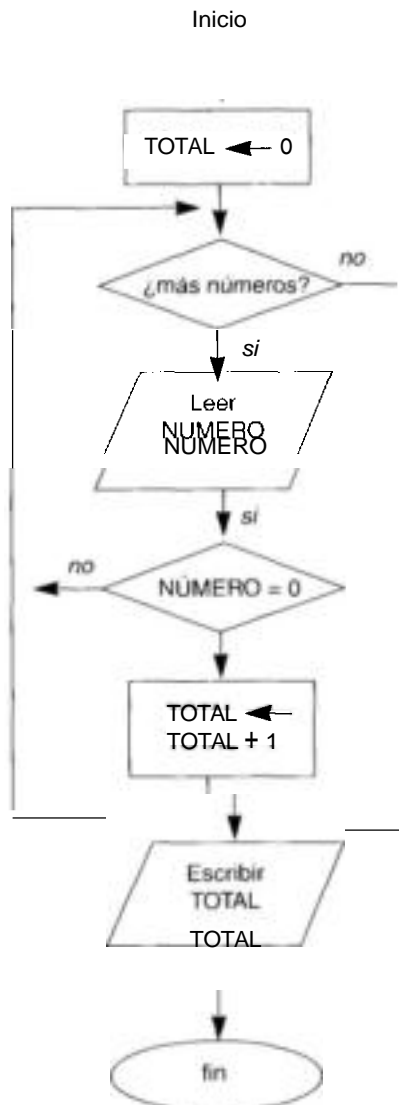 Inicio
TOTAL ← 0
¿más números?
no
si
Leer
NUMERO
NÚMERO
si
no
NÚMERO = 0
TOTAL ←
TOTAL + 1
Escribir
TOTAL
TOTAL
fin